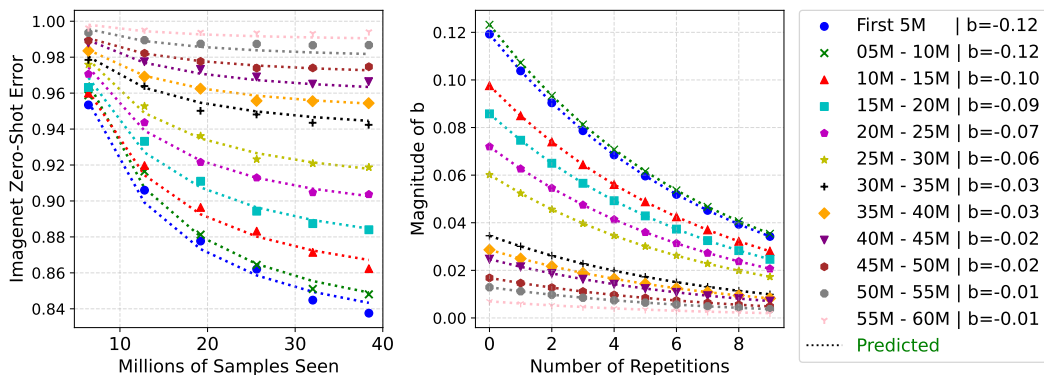 1.00
0.98
0.96
0.94
0.92
0.90
0.88
0.86
0.84
Imagenet Zero-Shot Error
10
20
30
40
Millions of Samples Seen
0.12
0.10
0.08
0.06
0.04
0.02
0.00
Magnitude of b
0
2
4
6
8
Number of Repetitions
First 5M | b=-0.12
05M - 10M | b=-0.12
10M - 15M | b=-0.10
15M - 20M | b=-0.09
20M - 25M | b=-0.07
25M - 30M | b=-0.06
30M - 35M | b=-0.03
35M - 40M | b=-0.03
40M - 45M | b=-0.02
45M - 50M | b=-0.02
50M - 55M | b=-0.01
55M - 60M | b=-0.01
Predicted